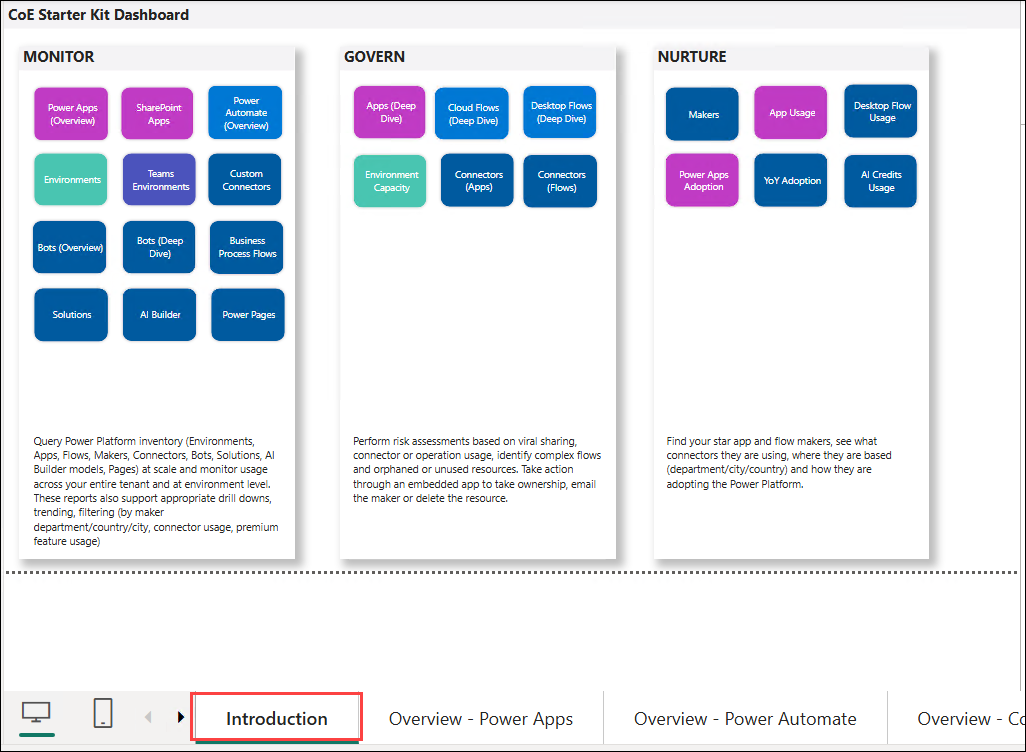 CoE Starter Kit Dashboard
MONITOR
Power Apps
(Overview)
SharePoint
Apps
Power
Automate
(Overview)
Environments
Teams
Environments
Custom
Connectors
Bots (Overview)
Bots (Deep
Dive)
Business
Process Flows
Solutions
AI Builder
Power Pages
Query Power Platform inventory (Environments,
Apps, Flows, Makers, Connectors, Bots, Solutions, AI
Builder models, Pages) at scale and monitor usage
across your entire tenant and at environment level.
These reports also support appropriate drill downs,
trending, filtering (by maker
department/country/city, connector usage, premium
feature usage)
GOVERN
Apps (Deep
Dive)
Cloud Flows
(Deep Dive)
Desktop Flows
(Deep Dive)
Environment
Capacity
Connectors
(Apps)
Connectors
(Flows)
Perform risk assessments based on viral sharing,
connector or operation usage, identify complex flows
and orphaned or unused resources. Take action
through an embedded app to take ownership, email
the maker or delete the resource.
NURTURE
Makers
App Usage
Desktop Flow
Usage
Power Apps
Adoption
YoY Adoption
AI Credits
Usage
Find your star app and flow makers, see what
connectors they are using, where they are based
(department/city/country) and how they are
adopting the Power Platform.
Introduction
Overview - Power Apps
Overview - Power Automate
Overview - Co